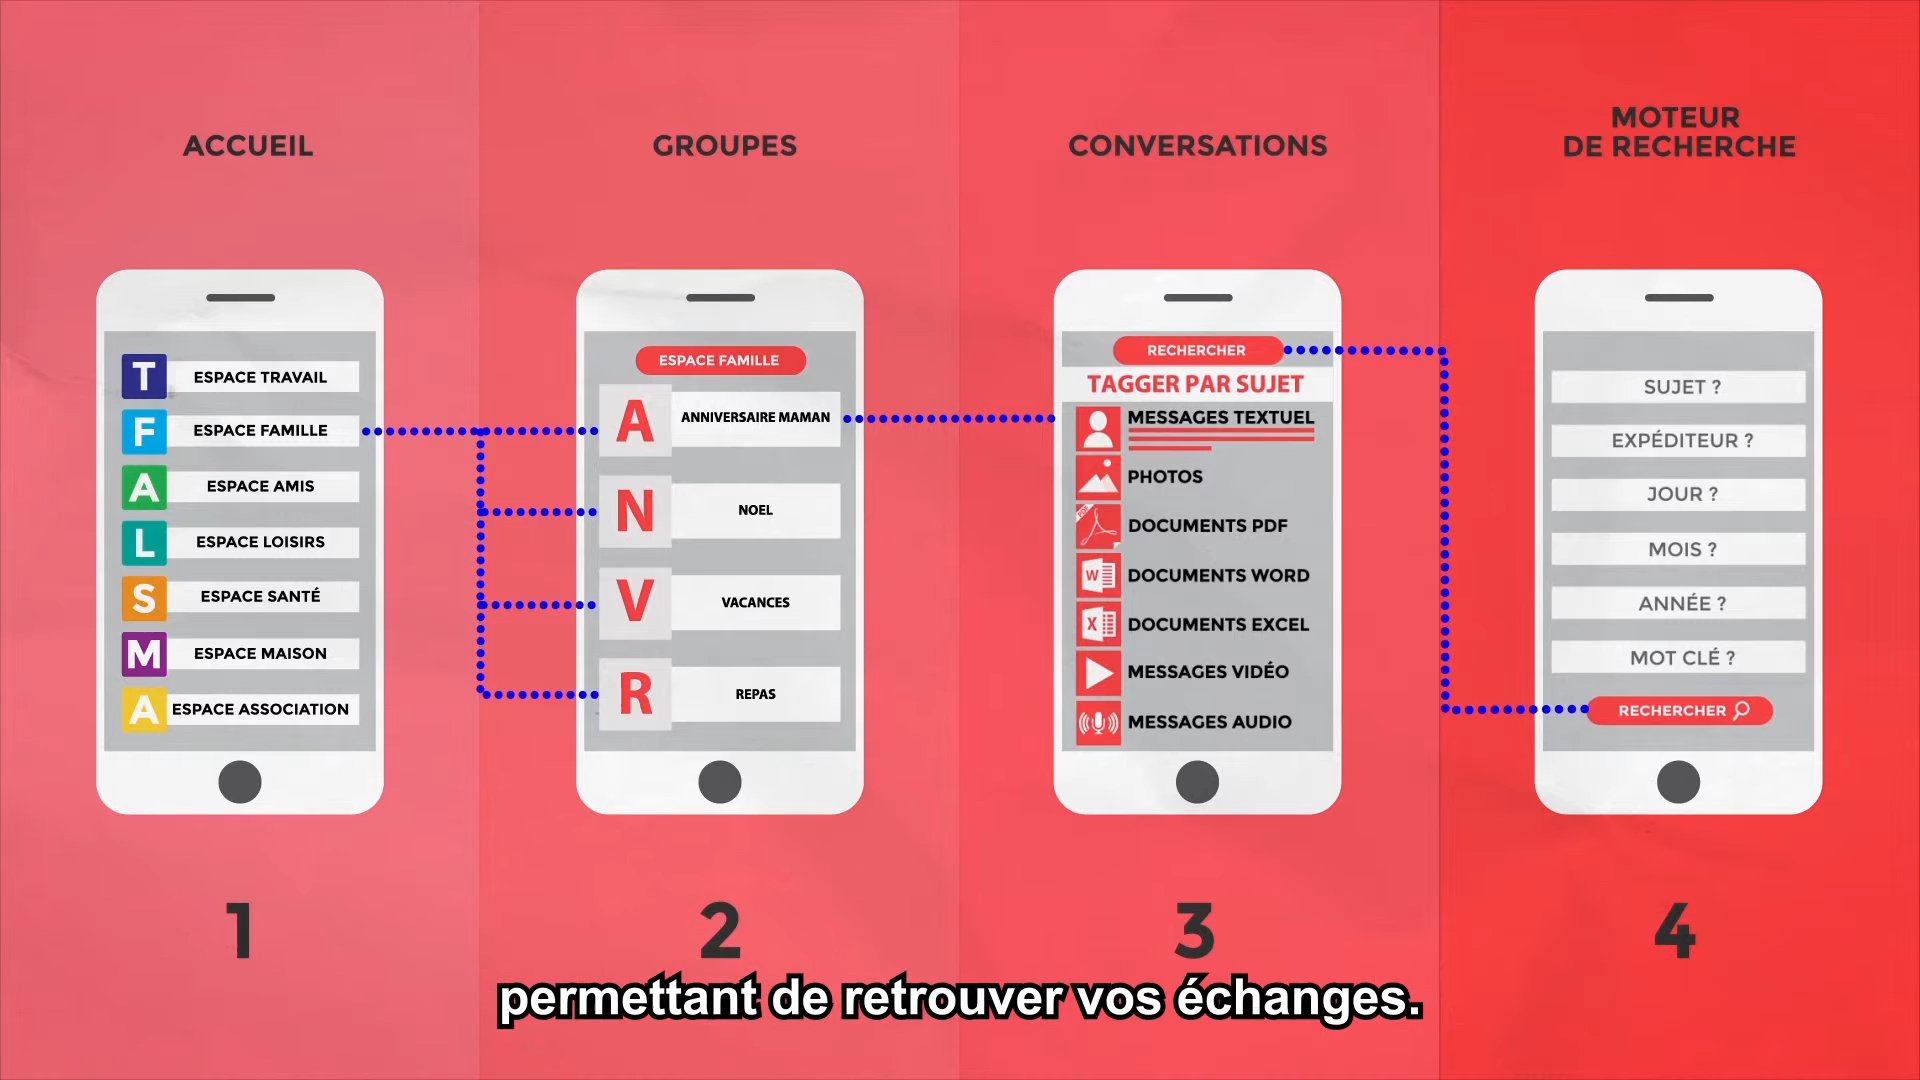 ACCUEIL
T ESPACE TRAVAIL
F ESPACE FAMILLE
A ESPACE AMIS
L ESPACE LOISIRS
S ESPACE SANTÉ
M ESPACE MAISON
A ESPACE ASSOCIATION
1
GROUPES
ESPACE FAMILLE
A ANNIVERSAIRE MAMAN
N NOEL
V VACANCES
R REPAS
2
CONVERSATIONS
RECHERCHER
TAGGER PAR SUJET
MESSAGES TEXTUEL
PHOTOS
PDF DOCUMENTS PDF
W DOCUMENTS WORD
X DOCUMENTS EXCEL
MESSAGES VIDÉO
MESSAGES AUDIO
3
MOTEUR
DE RECHERCHE
SUJET ?
EXPÉDITEUR ?
JOUR ?
MOIS ?
ANNÉE ?
MOT CLÉ ?
RECHERCHER
4
permettant de retrouver vos échanges.